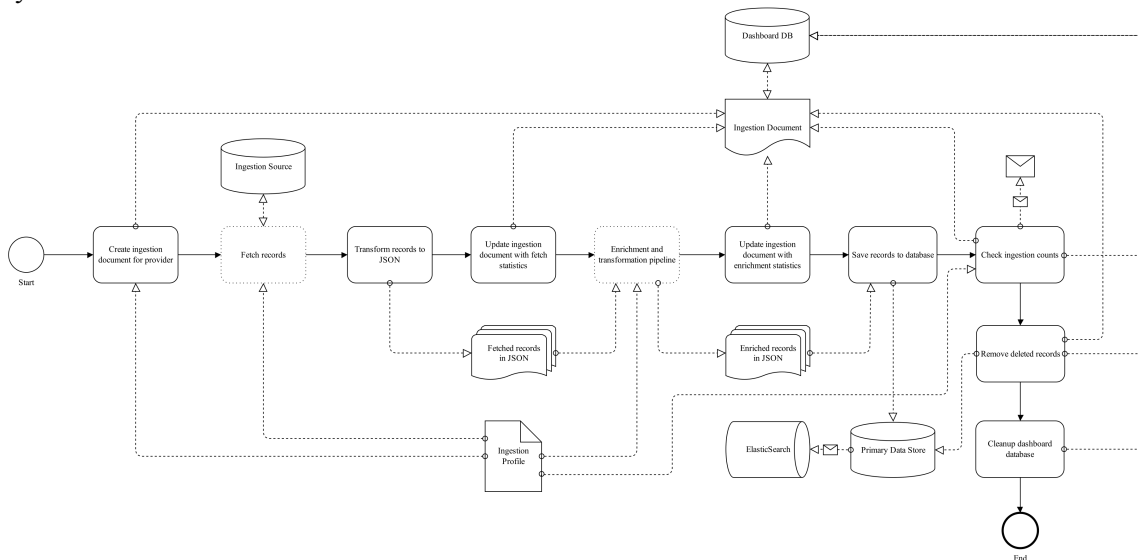 Dashboard DB
Ingestion Document
Ingestion Source
Start
Create ingestion
document for provider
Fetch records
Transform records to
JSON
Update ingestion
document with fetch
statistics
Enrichment and
transformation pipeline
Update ingestion
document with
enrichment statistics
Save records to database
Check ingestion counts
Fetched records
in JSON
Enriched records
in JSON
Remove deleted records
Ingestion
Profile
ElasticSearch
Primary Data Store
Cleanup dashboard
database
End